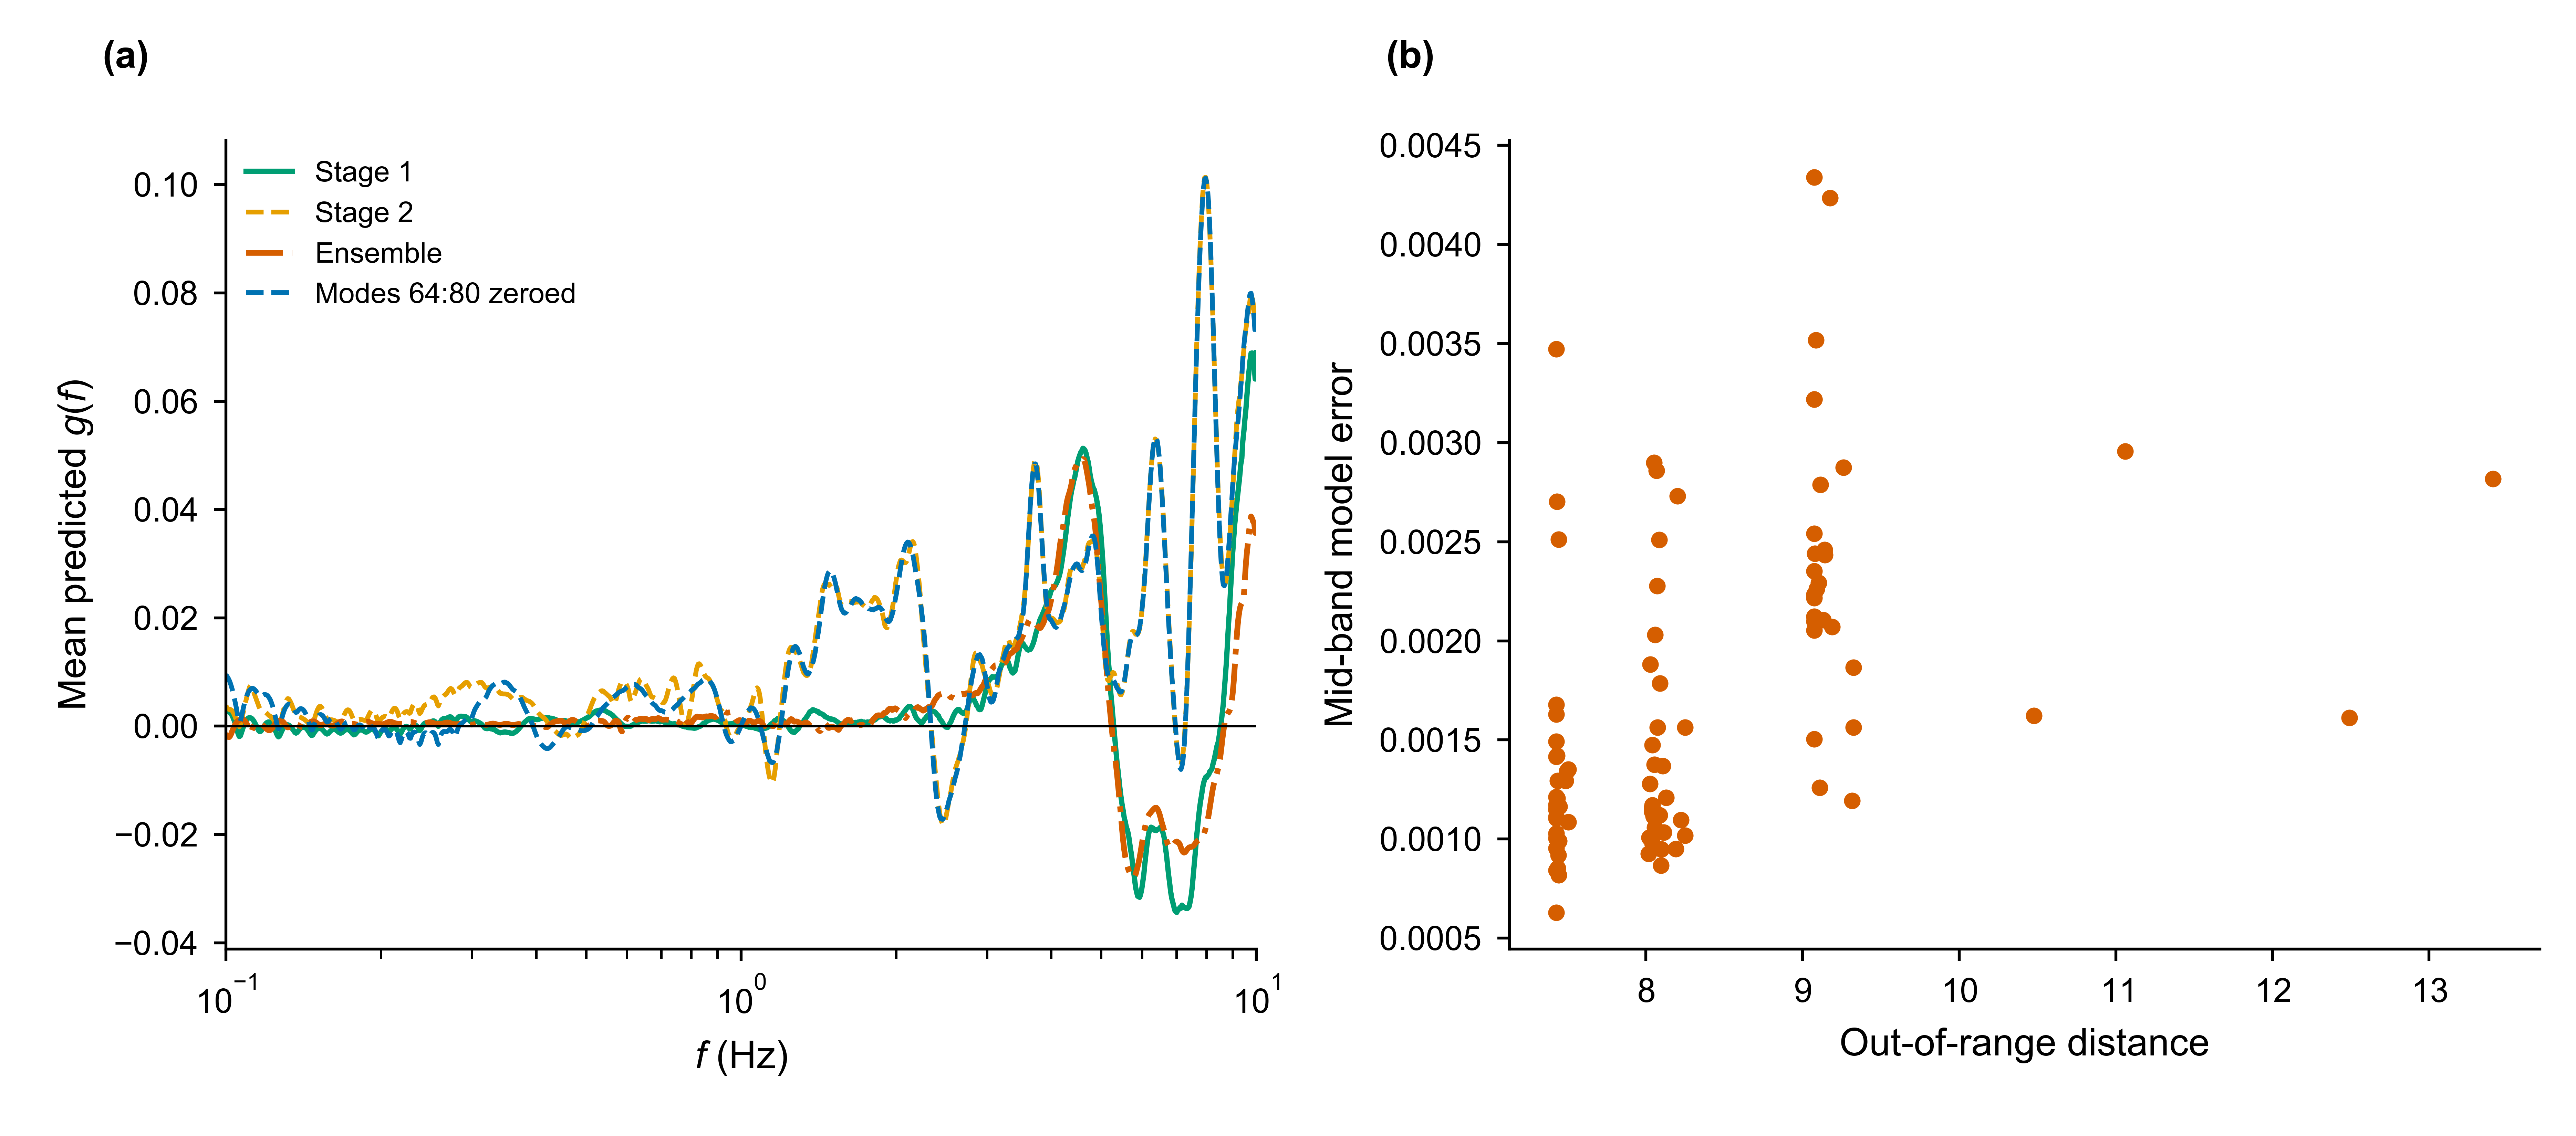 (a)
Mean predicted g(f)
0.10
0.08
0.06
0.04
0.02
0.00
−0.02
−0.04
Stage 1
Stage 2
Ensemble
Modes 64:80 zeroed
10⁻¹
10⁰
10¹
f (Hz)
(b)
Mid-band model error
0.0045
0.0040
0.0035
0.0030
0.0025
0.0020
0.0015
0.0010
0.0005
8
9
10
11
12
13
Out-of-range distance